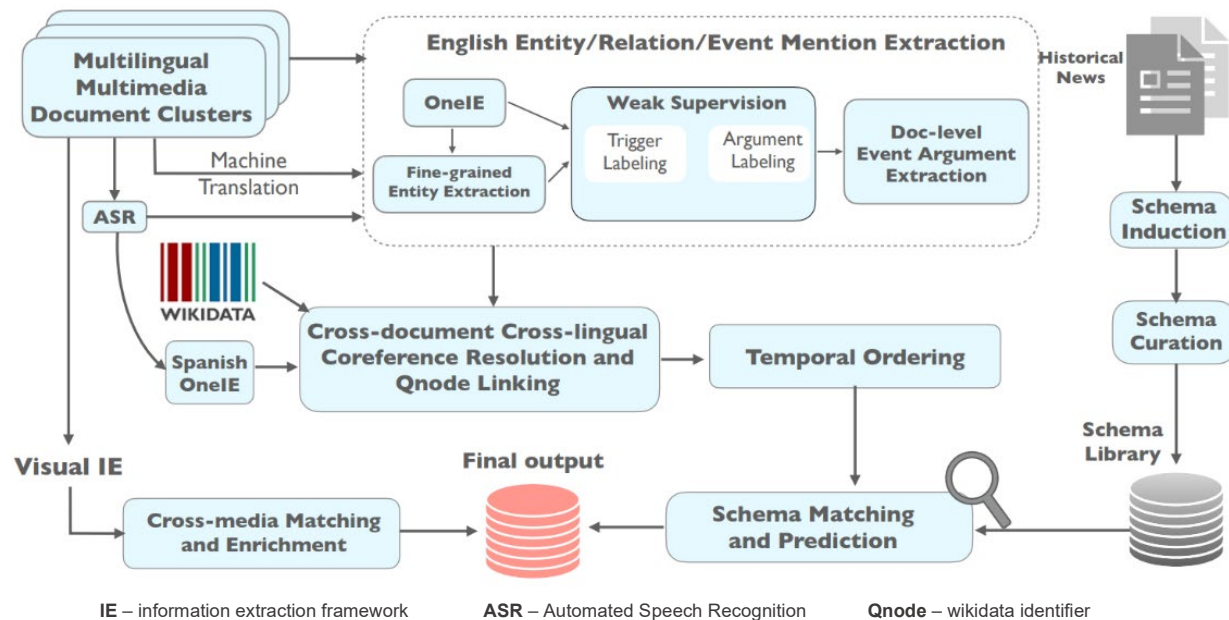 Multilingual
Multimedia
Document Clusters
English Entity/Relation/Event Mention Extraction
OneIE
Fine-grained
Entity Extraction
Weak Supervision
Trigger
Labeling
Argument
Labeling
Doc-level
Event Argument
Extraction
Historical
News
Machine
Translation
ASR
WIKIDATA
Schema
Induction
Cross-document Cross-lingual
Coreference Resolution and
Qnode Linking
Temporal Ordering
Schema
Curation
Spanish
OneIE
Schema
Library
Visual IE
Final output
Cross-media Matching
and Enrichment
Schema Matching
and Prediction
IE – information extraction framework
ASR – Automated Speech Recognition
Qnode – wikidata identifier